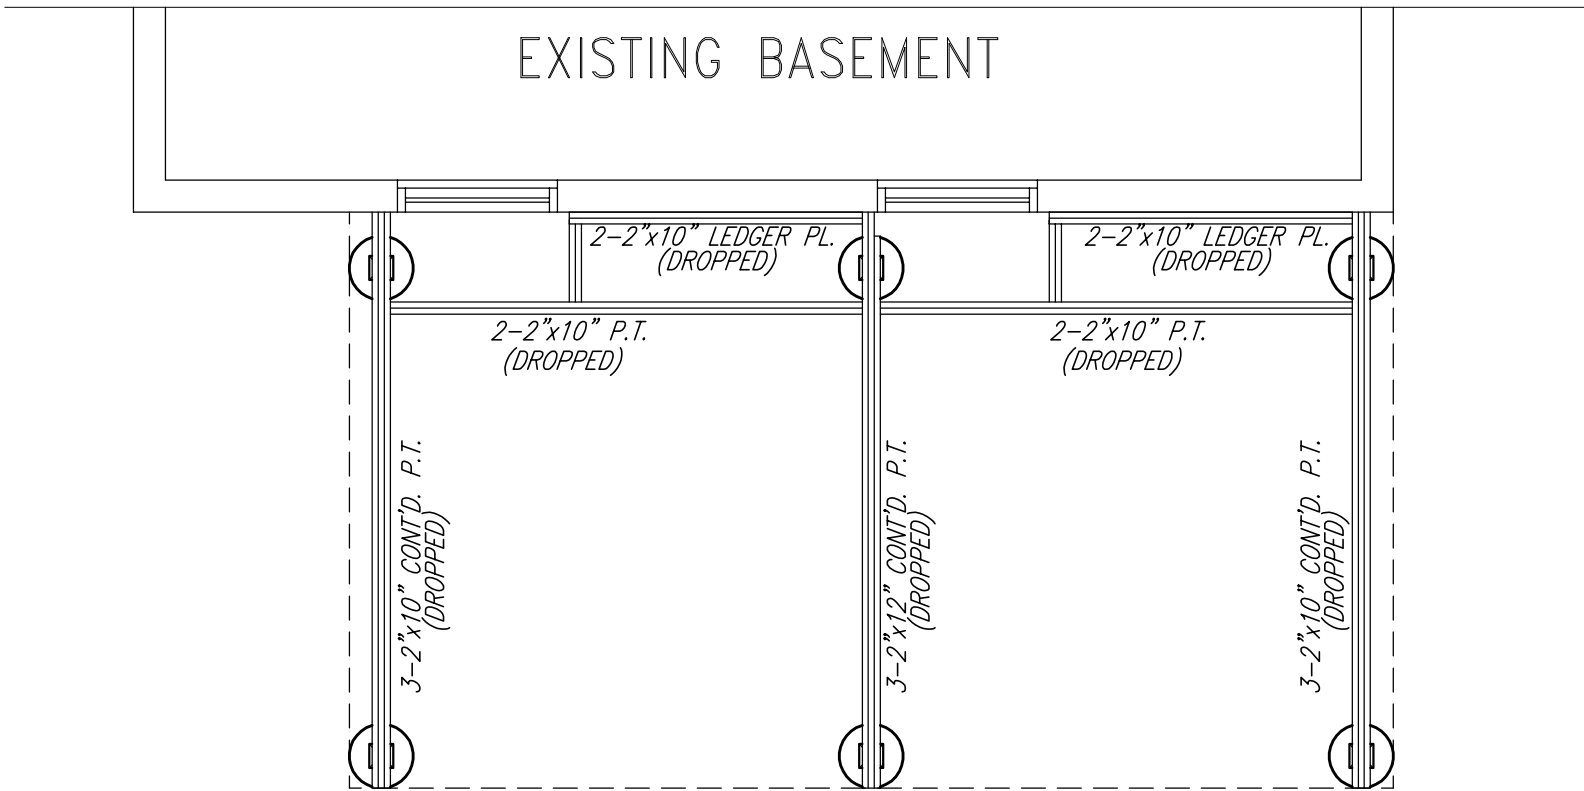 EXISTING BASEMENT
2-2"x10" LEDGER PL.
(DROPPED)
2-2"x10" LEDGER PL.
(DROPPED)
2-2"x10" P.T.
(DROPPED)
2-2"x10" P.T.
(DROPPED)
3-2"x10" CONT'D. P.T.
(DROPPED)
3-2"x12" CONT'D. P.T.
(DROPPED)
3-2"x10" CONT'D. P.T.
(DROPPED)